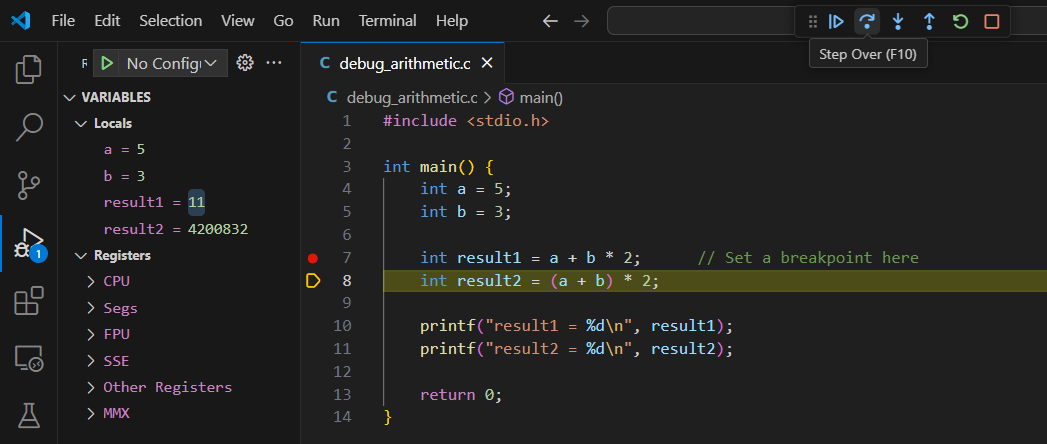 File Edit Selection View Go Run Terminal Help
Step Over (F10)
No Config
VARIABLES
Locals
a = 5
b = 3
result1 = 11
result2 = 4200832
Registers
CPU
Segs
FPU
SSE
Other Registers
MMX
1
C debug_arithmetic.c
C debug_arithmetic.c > main()
1 #include <stdio.h>
2
3 int main() {
4 int a = 5;
5 int b = 3;
6
7 int result1 = a + b * 2; // Set a breakpoint here
8 int result2 = (a + b) * 2;
9
10 printf("result1 = %d\n", result1);
11 printf("result2 = %d\n", result2);
12
13 return 0;
14 }